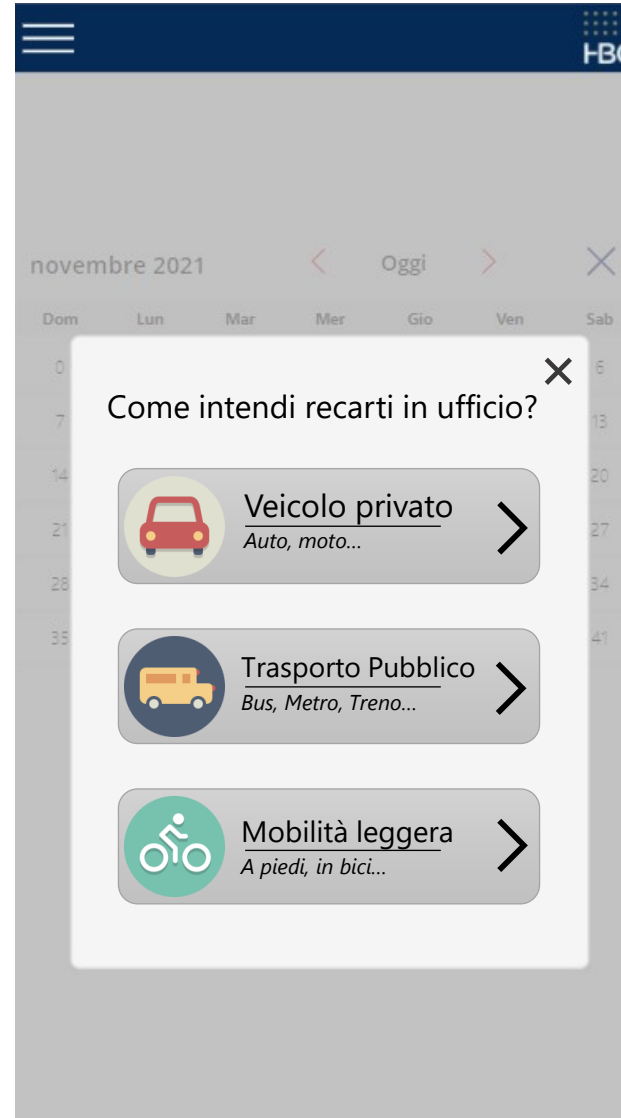 HBG
novembre 2021 Oggi
Dom Lun Mar Mer Gio Ven Sab
0 6
Come intendi recarti in ufficio?
7 13
14 20
Veicolo privato
Auto, moto...
21 27
28 34
35 41
Trasporto Pubblico
Bus, Metro, Treno...
Mobilità leggera
A piedi, in bici...